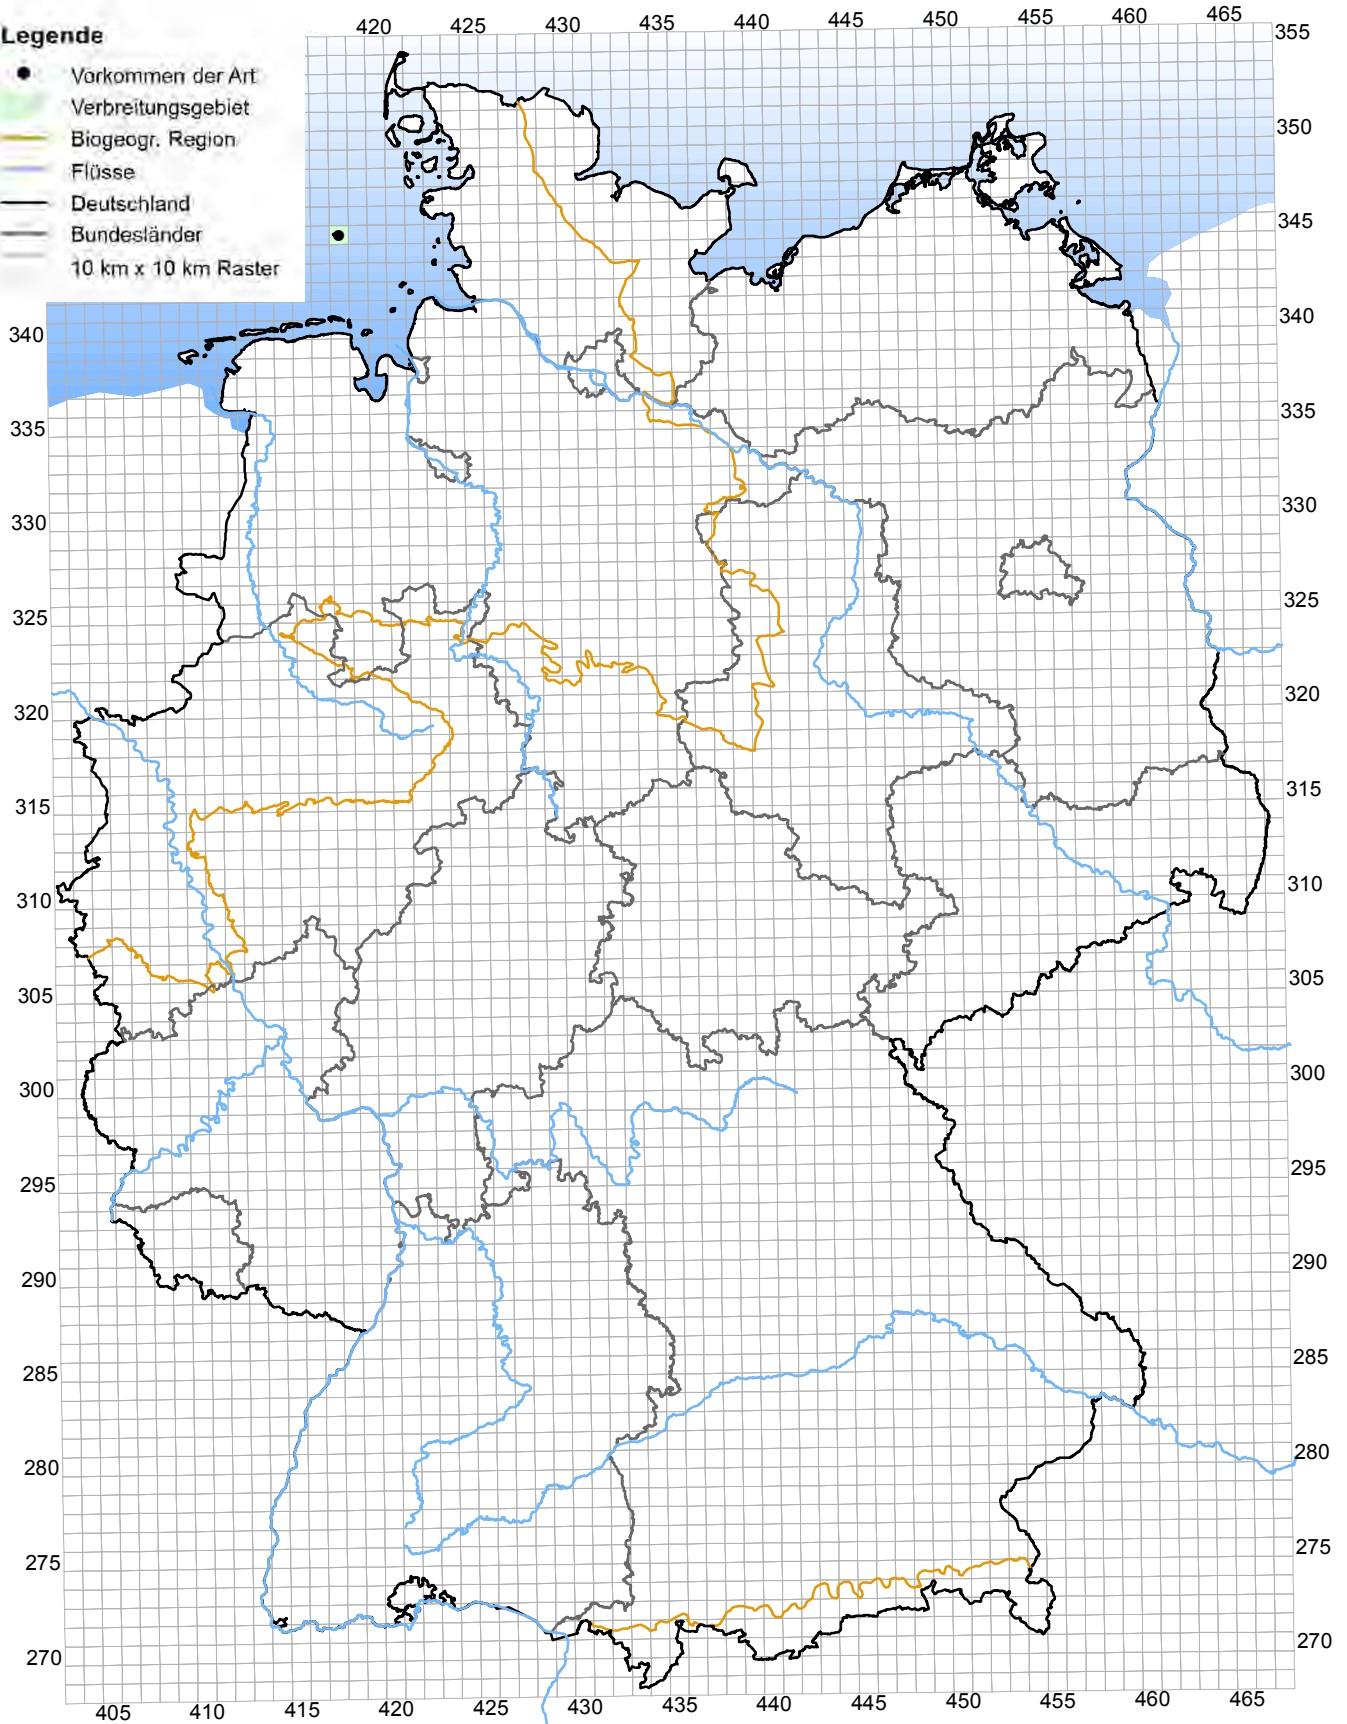 Legende
Vorkommen der Art
Verbreitungsgebiet
Biogeogr. Region
Flüsse
Deutschland
Bundesländer
10 km x 10 km Raster
420 425 430 435 440 445 450 455 460 465
355
350
345
340 340
335 335
330 330
325 325
320 320
315 315
310 310
305 305
300 300
295 295
290 290
285 285
280 280
275 275
270 270
405 410 415 420 425 430 435 440 445 450 455 460 465